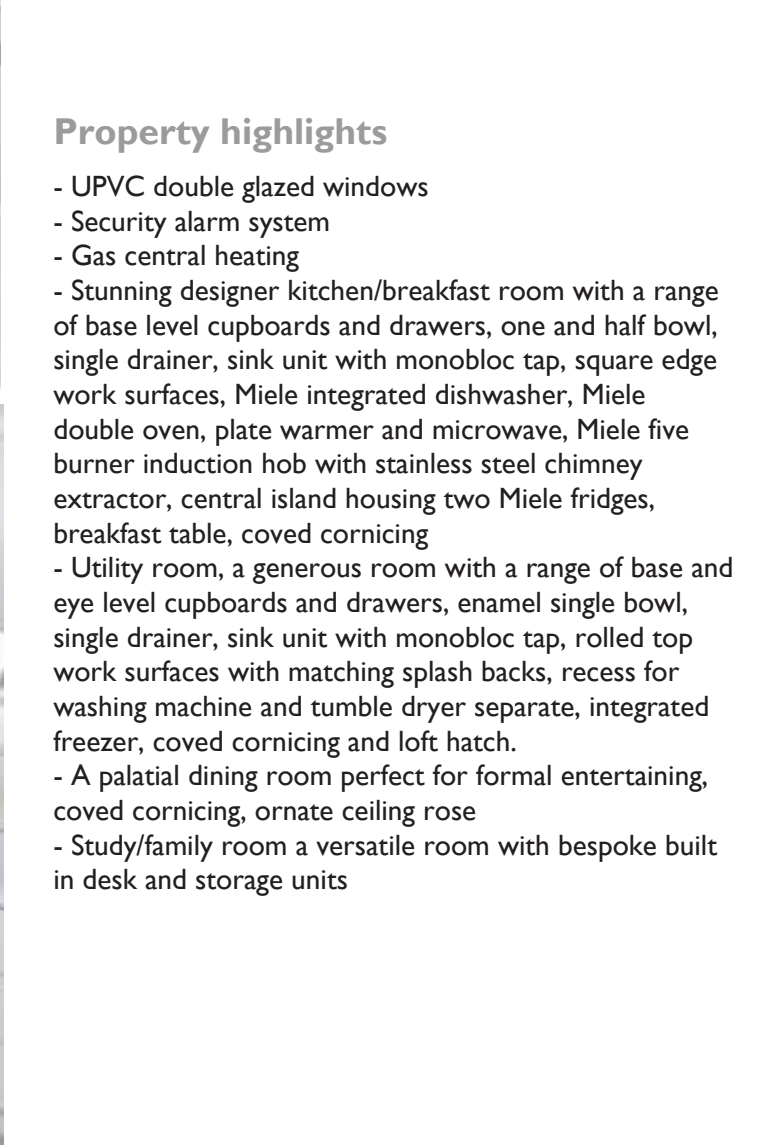 Property highlights
- UPVC double glazed windows
- Security alarm system
- Gas central heating
- Stunning designer kitchen/breakfast room with a range
of base level cupboards and drawers, one and half bowl,
single drainer, sink unit with monobloc tap, square edge
work surfaces, Miele integrated dishwasher, Miele
double oven, plate warmer and microwave, Miele five
burner induction hob with stainless steel chimney
extractor, central island housing two Miele fridges,
breakfast table, coved cornicing
- Utility room, a generous room with a range of base and
eye level cupboards and drawers, enamel single bowl,
single drainer, sink unit with monobloc tap, rolled top
work surfaces with matching splash backs, recess for
washing machine and tumble dryer separate, integrated
freezer, coved cornicing and loft hatch.
- A palatial dining room perfect for formal entertaining,
coved cornicing, ornate ceiling rose
- Study/family room a versatile room with bespoke built
in desk and storage units